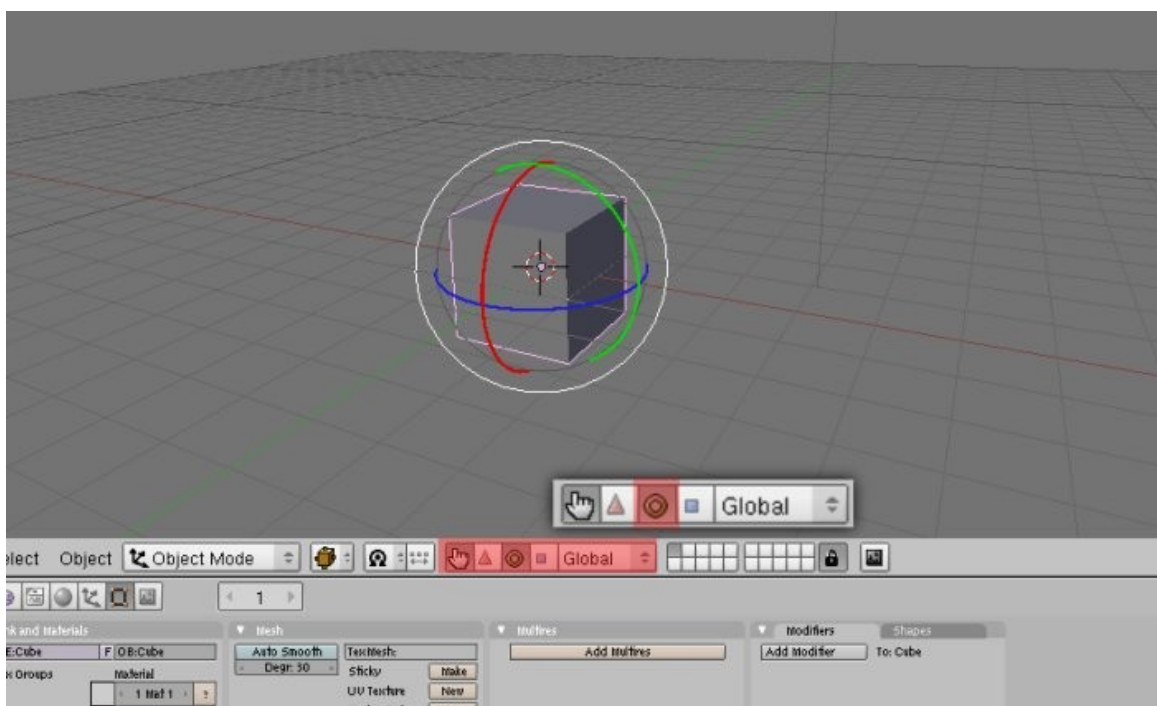 Global
elect Object Object Mode Global
1
nk and Materials Mesh Multires Modifiers Shapes
E:Cube F OB:Cube Auto Smooth TexMesh: Add Multires Add Modifier To: Cube
x Groups Material Degr: 30 Sticky Make
1 Mat 1 ? UV Texture New